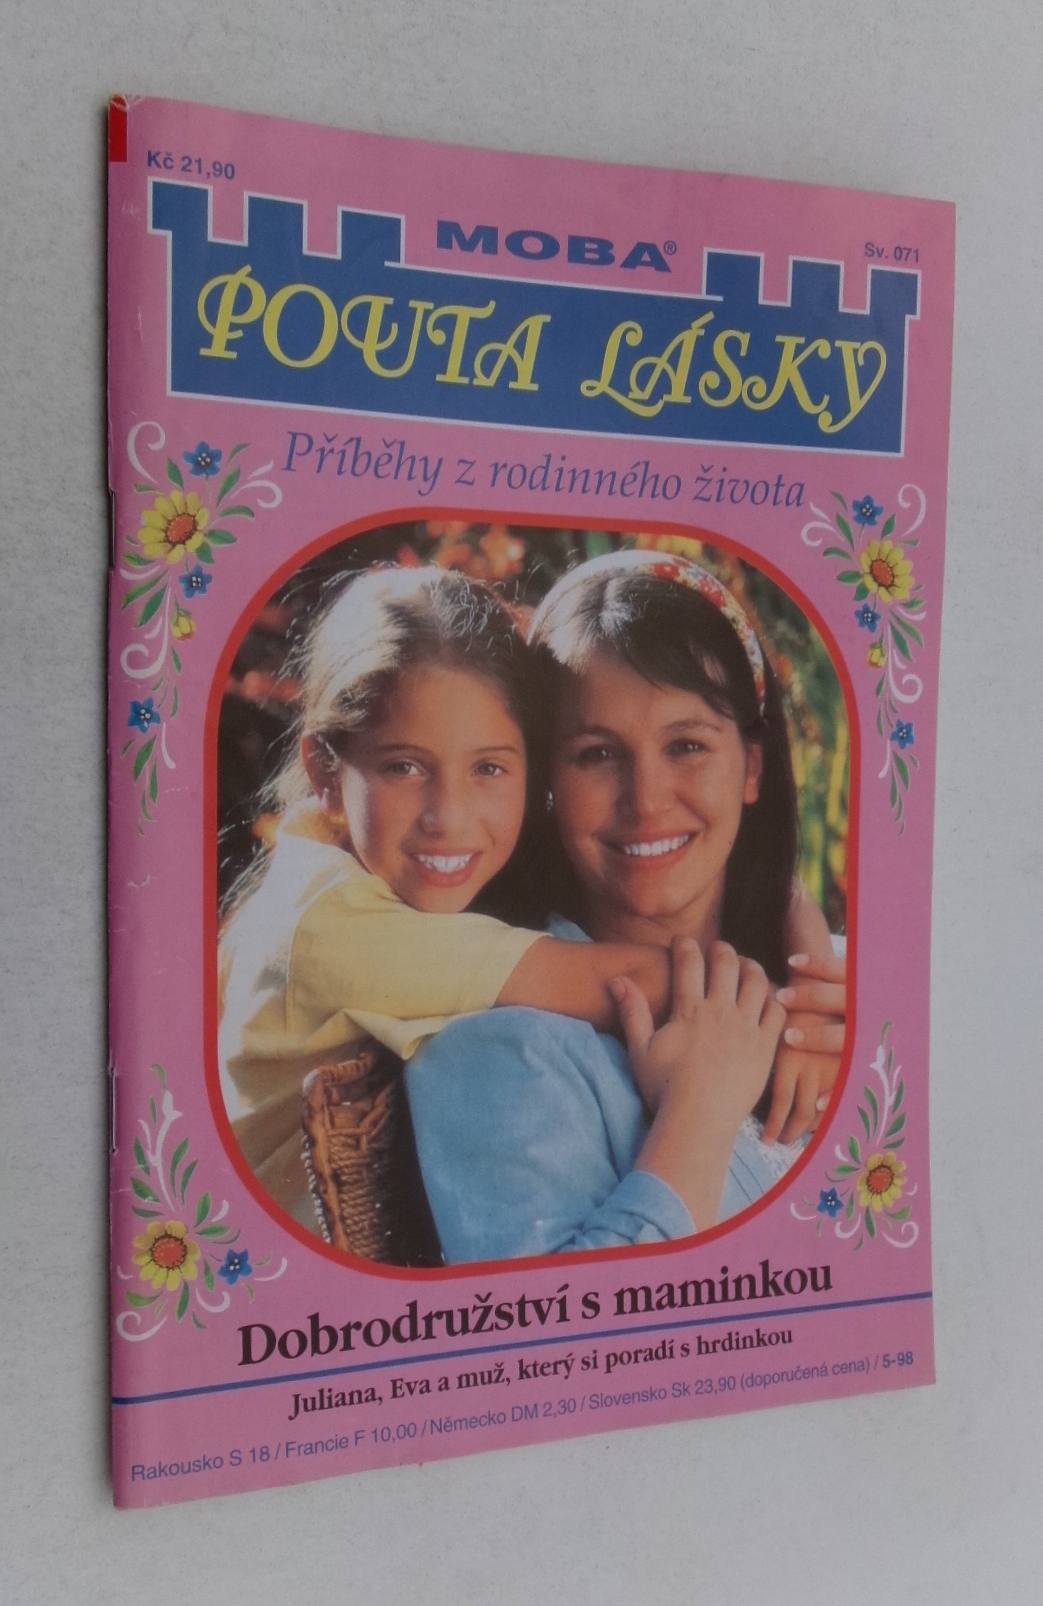 Kč 21,90
MOBA®
Sv. 071
POUTA LÁSKY
Příběhy z rodinného života
Dobrodružství s maminkou
Juliana, Eva a muž, který si poradí s hrdinkou
Rakousko S 18 / Francie F 10,00 / Německo DM 2,30 / Slovensko Sk 23,90 (doporučená cena) / 5-98